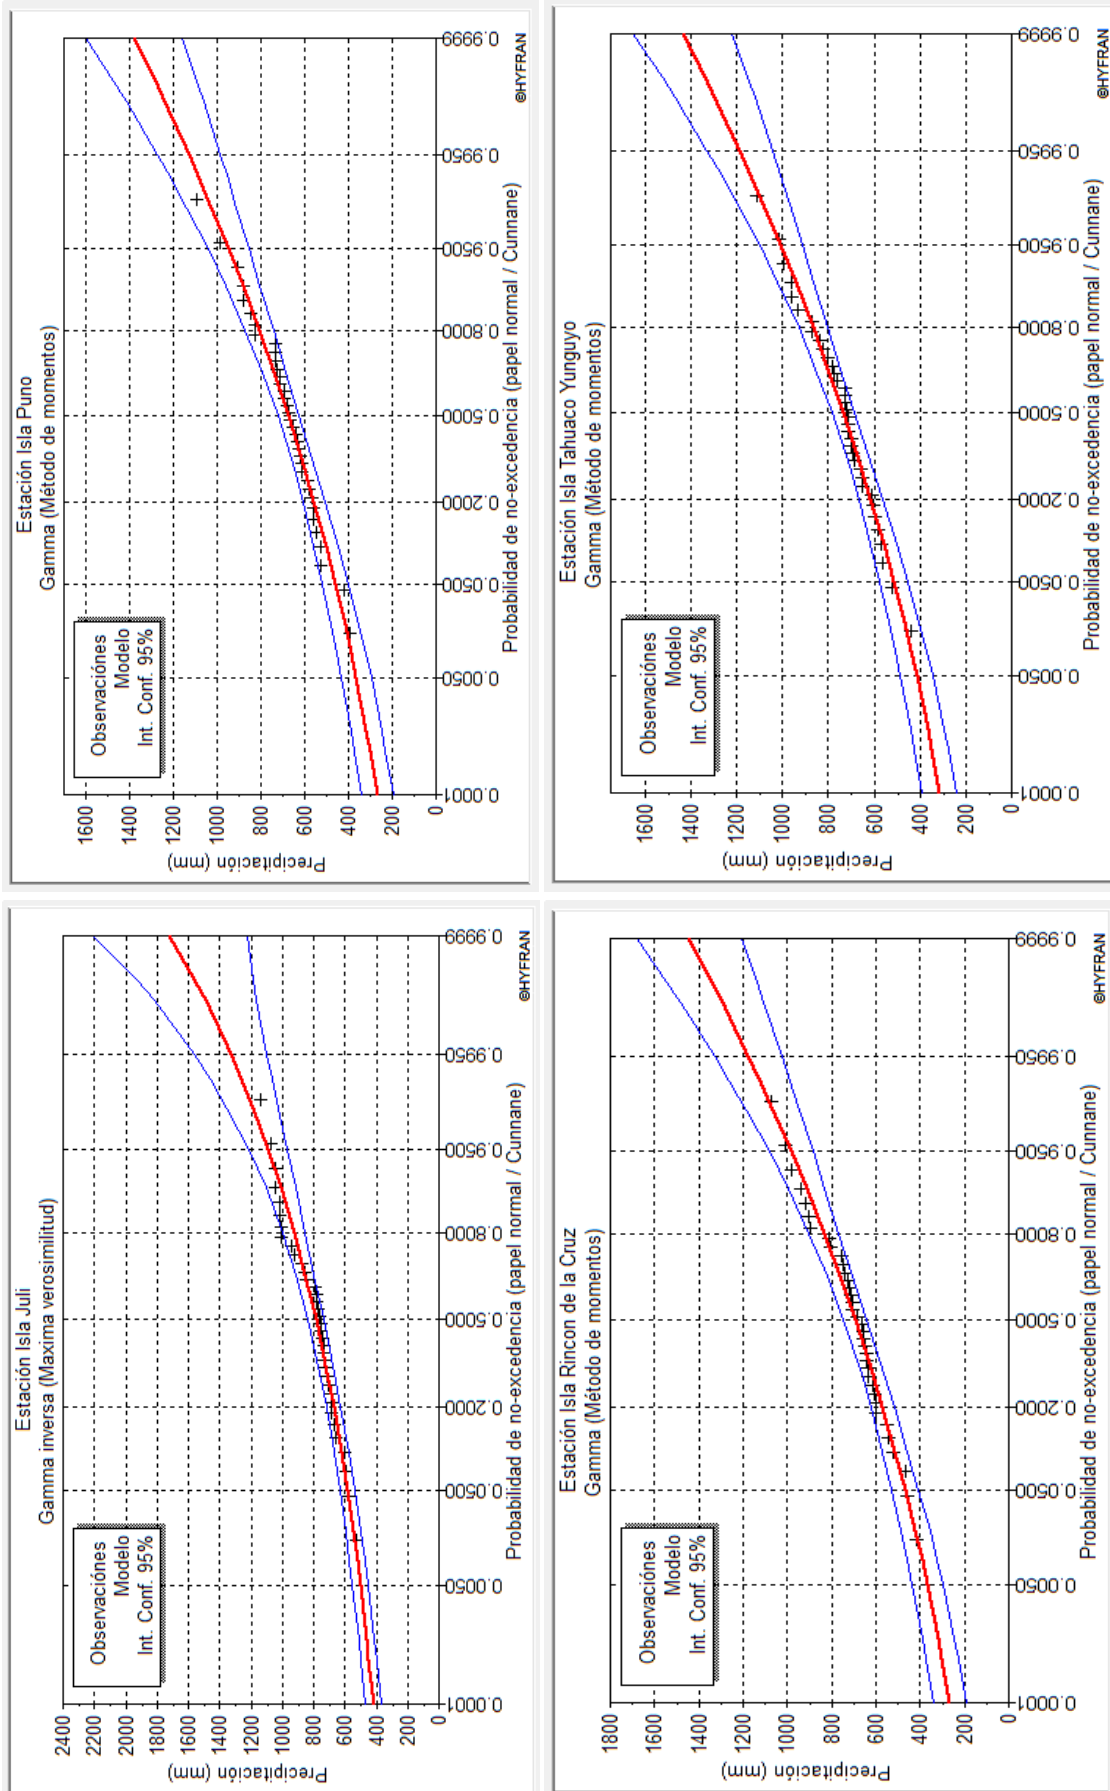 Estación Isla Juli
Gamma inversa (Maxima verosimilitud)
Observaciónes
Modelo
Int. Conf. 95%
Precipitación (mm)
2400
2200
2000
1800
1600
1400
1200
1000
800
600
400
200
0
0.0001
0.0050
0.0500
0.2000
0.5000
0.8000
0.9500
0.9950
0.9999
Probabilidad de no-excedencia (papel normal / Cunnane)
©HYFRAN
Estación Isla Puno
Gamma (Método de momentos)
Observaciónes
Modelo
Int. Conf. 95%
Precipitación (mm)
1600
1400
1200
1000
800
600
400
200
0
0.0001
0.0050
0.0500
0.2000
0.5000
0.8000
0.9500
0.9950
0.9999
Probabilidad de no-excedencia (papel normal / Cunnane)
©HYFRAN
Estación Isla Rincon de la Cruz
Gamma (Método de momentos)
Observaciónes
Modelo
Int. Conf. 95%
Precipitación (mm)
1800
1600
1400
1200
1000
800
600
400
200
0
0.0001
0.0050
0.0500
0.2000
0.5000
0.8000
0.9500
0.9950
0.9999
Probabilidad de no-excedencia (papel normal / Cunnane)
©HYFRAN
Estación Isla Tahuaco Yunguyo
Gamma (Método de momentos)
Observaciónes
Modelo
Int. Conf. 95%
Precipitación (mm)
1600
1400
1200
1000
800
600
400
200
0
0.0001
0.0050
0.0500
0.2000
0.5000
0.8000
0.9500
0.9950
0.9999
Probabilidad de no-excedencia (papel normal / Cunnane)
©HYFRAN